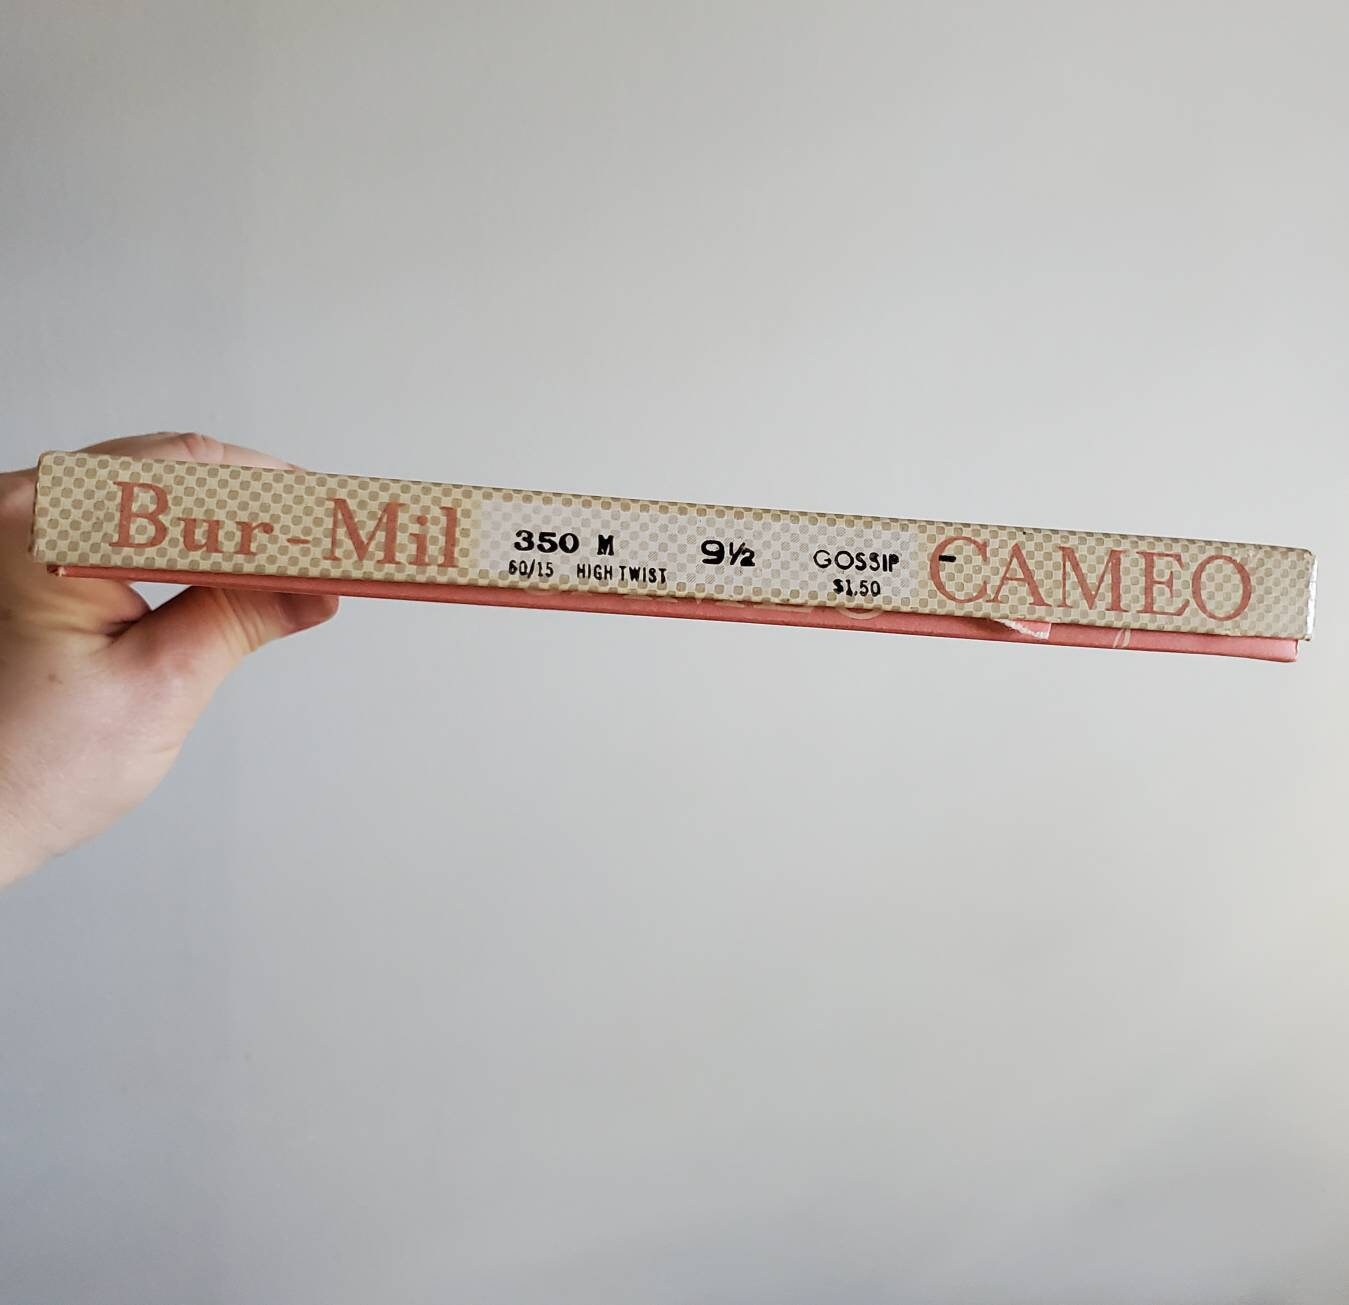 Bur-Mil 350 M 9½ GOSSIP - CAMEO
60/15 HIGH TWIST $1.50